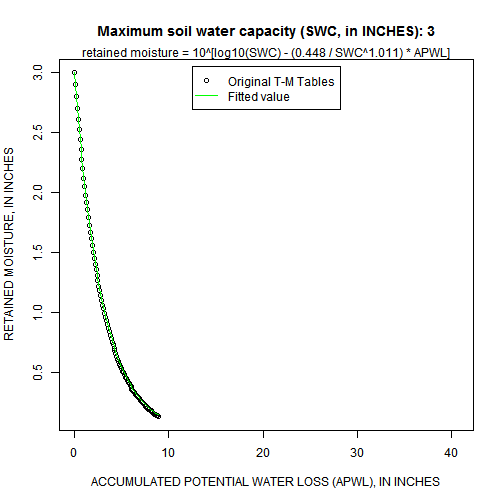 Maximum soil water capacity (SWC, in INCHES): 3
retained moisture = 10^[log10(SWC) - (0.448 / SWC^1.011) * APWL]
Original T-M Tables
Fitted value
RETAINED MOISTURE, IN INCHES
3.0
2.5
2.0
1.5
1.0
0.5
0 10 20 30 40
ACCUMULATED POTENTIAL WATER LOSS (APWL), IN INCHES